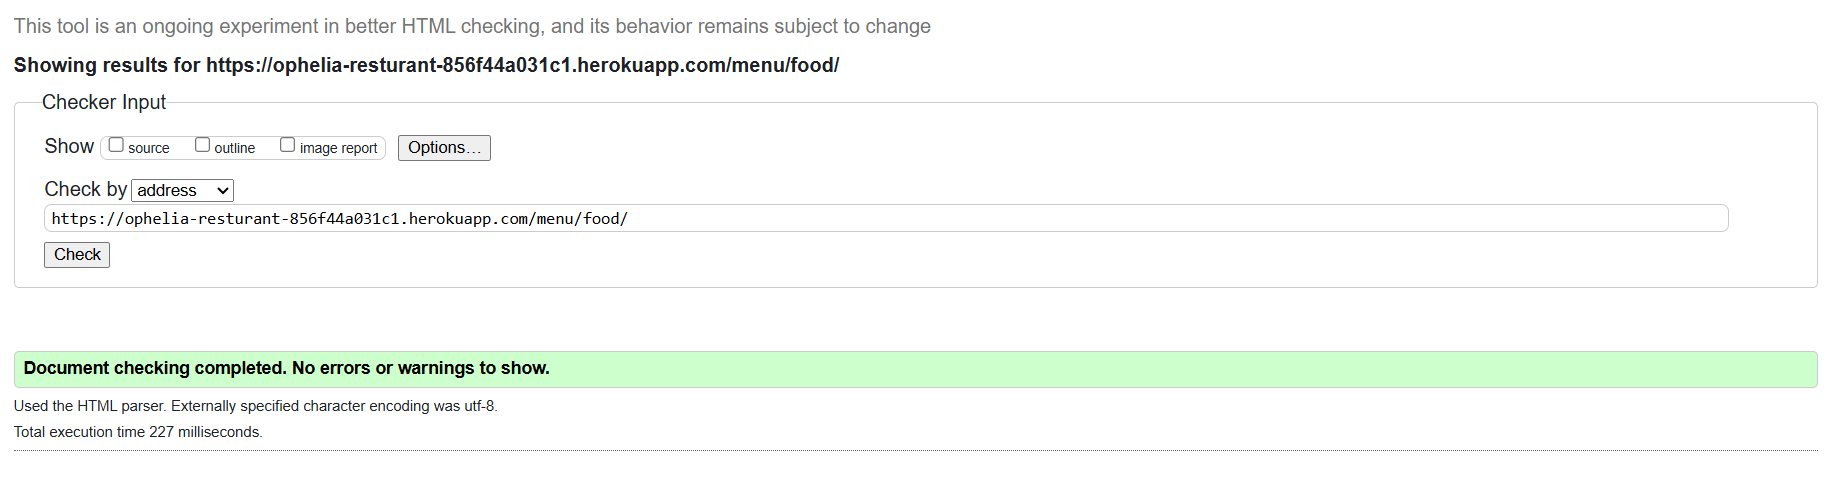 This tool is an ongoing experiment in better HTML checking, and its behavior remains subject to change
Showing results for https://ophelia-resturant-856f44a031c1.herokuapp.com/menu/food/
Checker Input
Show source outline image report Options...
Check by address
https://ophelia-resturant-856f44a031c1.herokuapp.com/menu/food/
Check
Document checking completed. No errors or warnings to show.
Used the HTML parser. Externally specified character encoding was utf-8.
Total execution time 227 milliseconds.